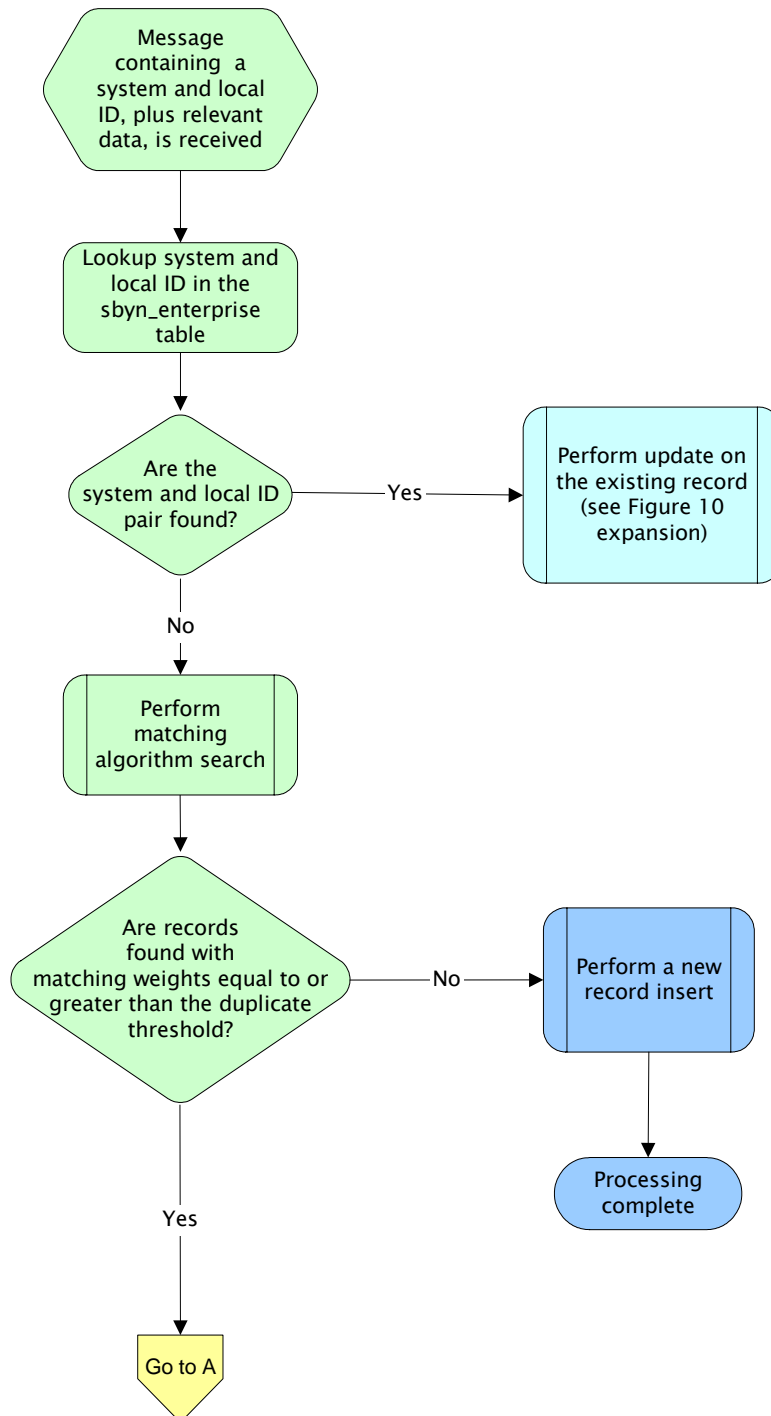 Message
containing a
system and local
ID, plus relevant
data, is received
Lookup system and
local ID in the
sbyn_enterprise
table
Are the
system and local ID
pair found?
Yes
Perform update on
the existing record
(see Figure 10
expansion)
No
Perform
matching
algorithm search
Are records
found with
matching weights equal to or
greater than the duplicate
threshold?
No
Perform a new
record insert
Processing
complete
Yes
Go to A